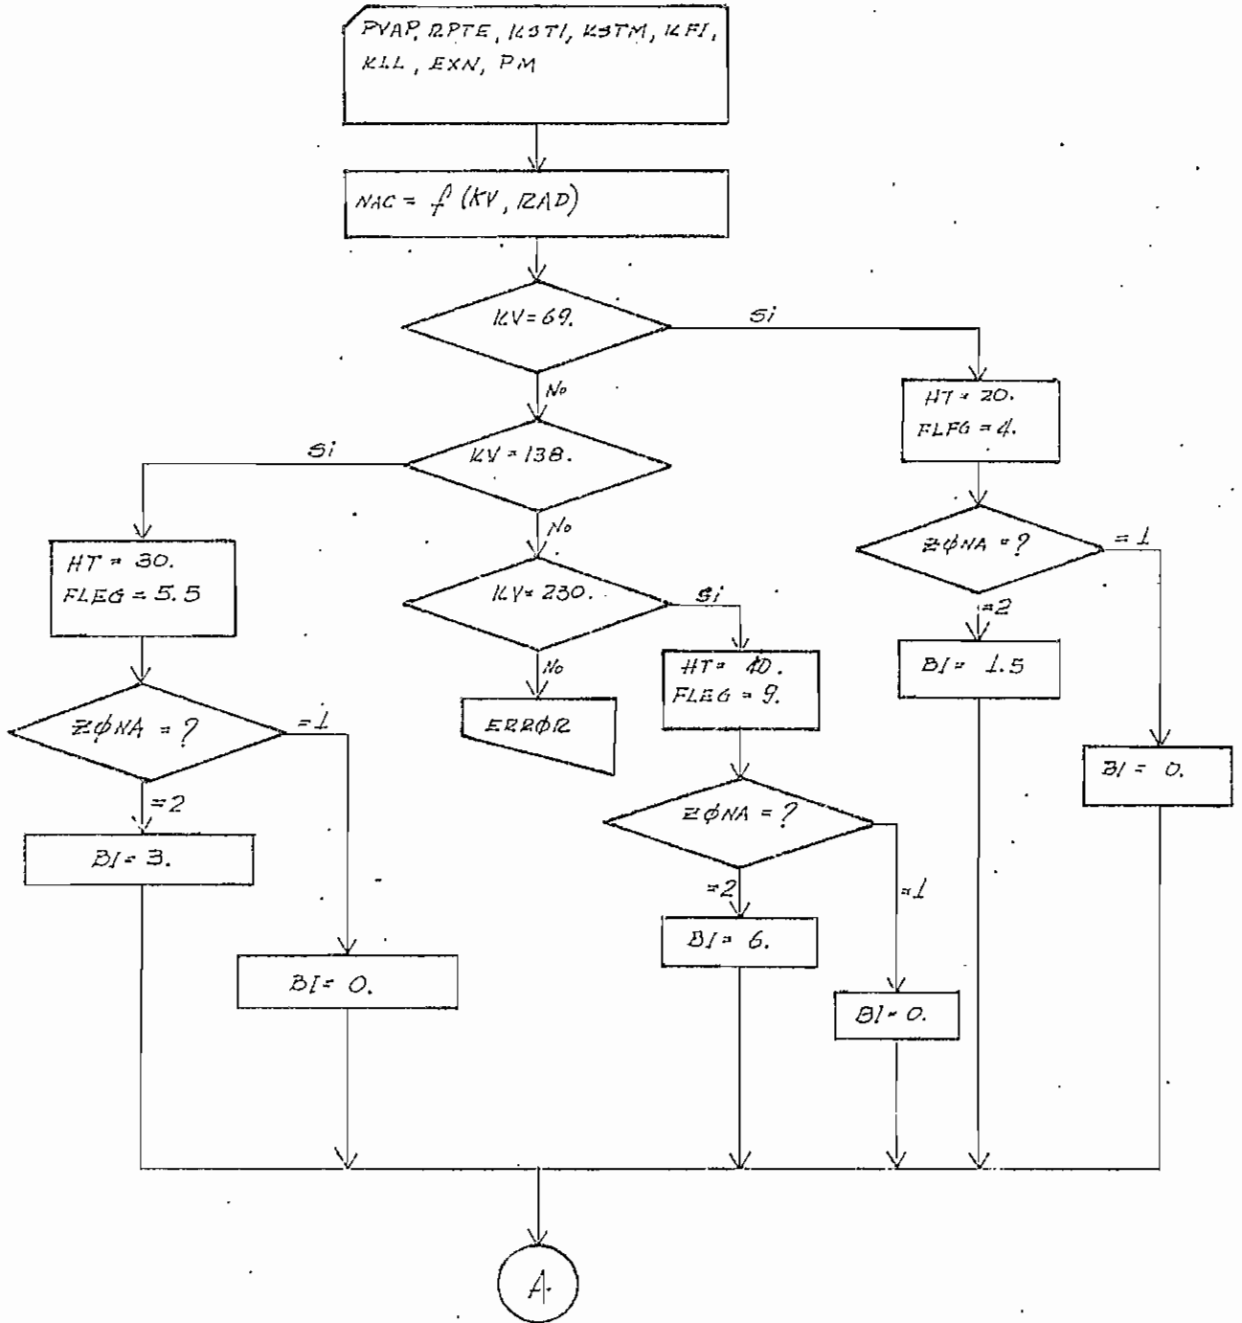 PVAP, RPTE, KSTI, KSTM, KFI,
KLL, EXN, PM
NAC = f (KV, RAD)
KV=69.
Si
No
HT = 20.
FLFG = 4.
KV = 138.
Si
No
ZØNA = ?
=1
=2
HT = 30.
FLEG = 5.5
KV=230.
Si
No
BI = 1.5
HT = 40.
FLEG = 9.
ERRØR
ZØNA = ?
=1
=2
BI = 0.
ZØNA = ?
=2
=1
BI = 3.
BI = 6.
BI = 0.
BI = 0.
A.